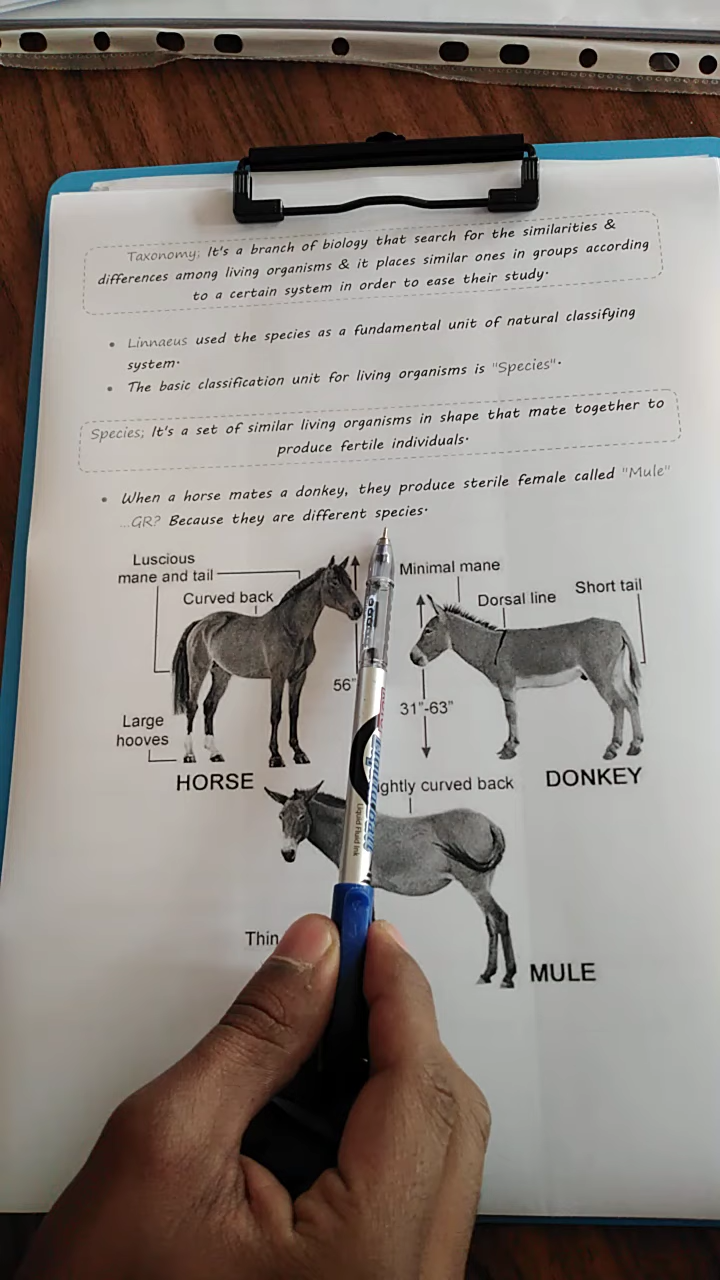 Taxonomy; It's a branch of biology that search for the similarities &
differences among living organisms & it places similar ones in groups according
to a certain system in order to ease their study.
• Linnaeus used the species as a fundamental unit of natural classifying
system.
• The basic classification unit for living organisms is "Species".
Species; It's a set of similar living organisms in shape that mate together to
produce fertile individuals.
• When a horse mates a donkey, they produce sterile female called "Mule"
...GR? Because they are different species.
Luscious
mane and tail
Curved back
56"
Large
hooves
HORSE
Minimal mane
Dorsal line
Short tail
31"-63"
DONKEY
ightly curved back
Thin
MULE
Liquid Fluid Ink